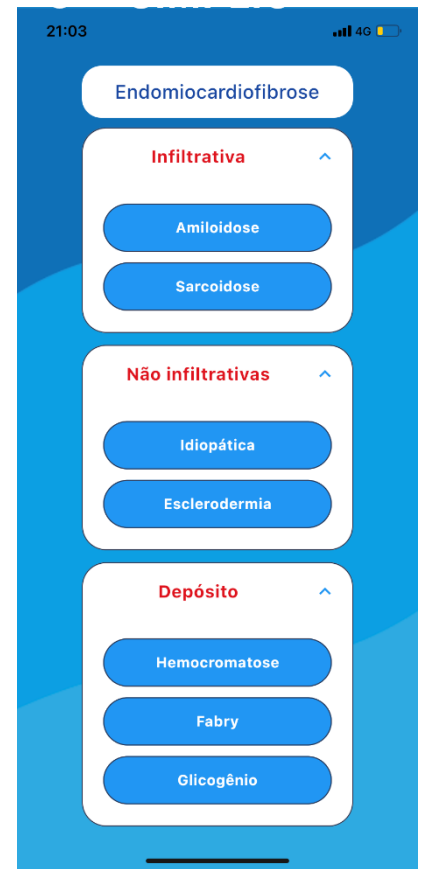 21:03
4G
Endomiocardiofibrose
Infiltrativa
Amiloidose
Sarcoidose
Não infiltrativas
Idiopática
Esclerodermia
Depósito
Hemocromatose
Fabry
Glicogênio